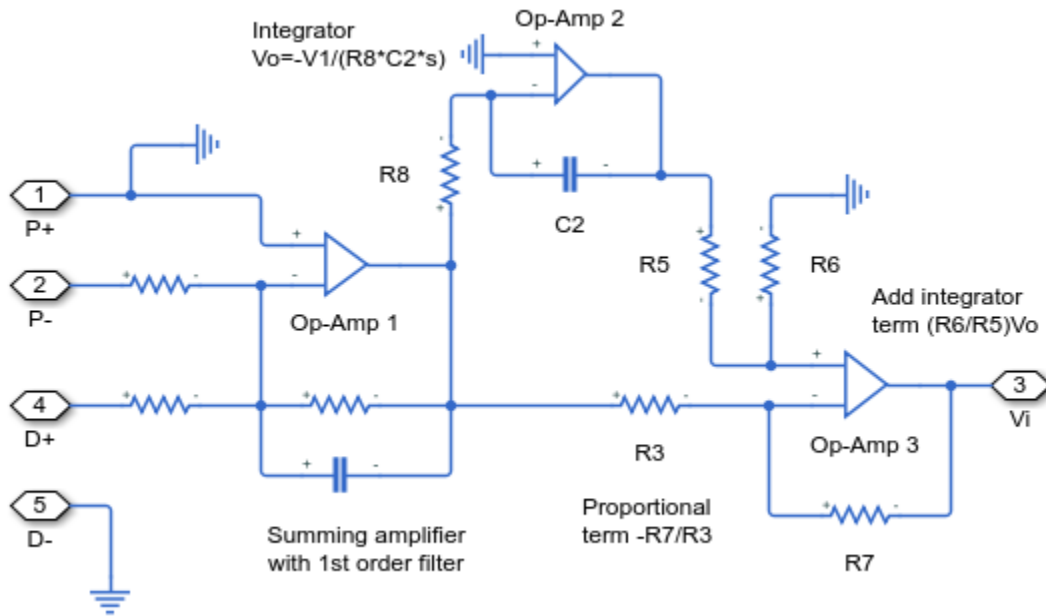 Integrator
Vo=-V1/(R8*C2*s)
Op-Amp 2
+
-
-
R8
+
+ -
C2
1
P+
+
-
Op-Amp 1
2
P-
+ -
+
R5
-
-
R6
+
Add integrator
term (R6/R5)Vo
+
-
Op-Amp 3
3
Vi
4
D+
+ -
+ -
+ -
+ -
R3
Proportional
term -R7/R3
+ -
R7
5
D-
Summing amplifier
with 1st order filter